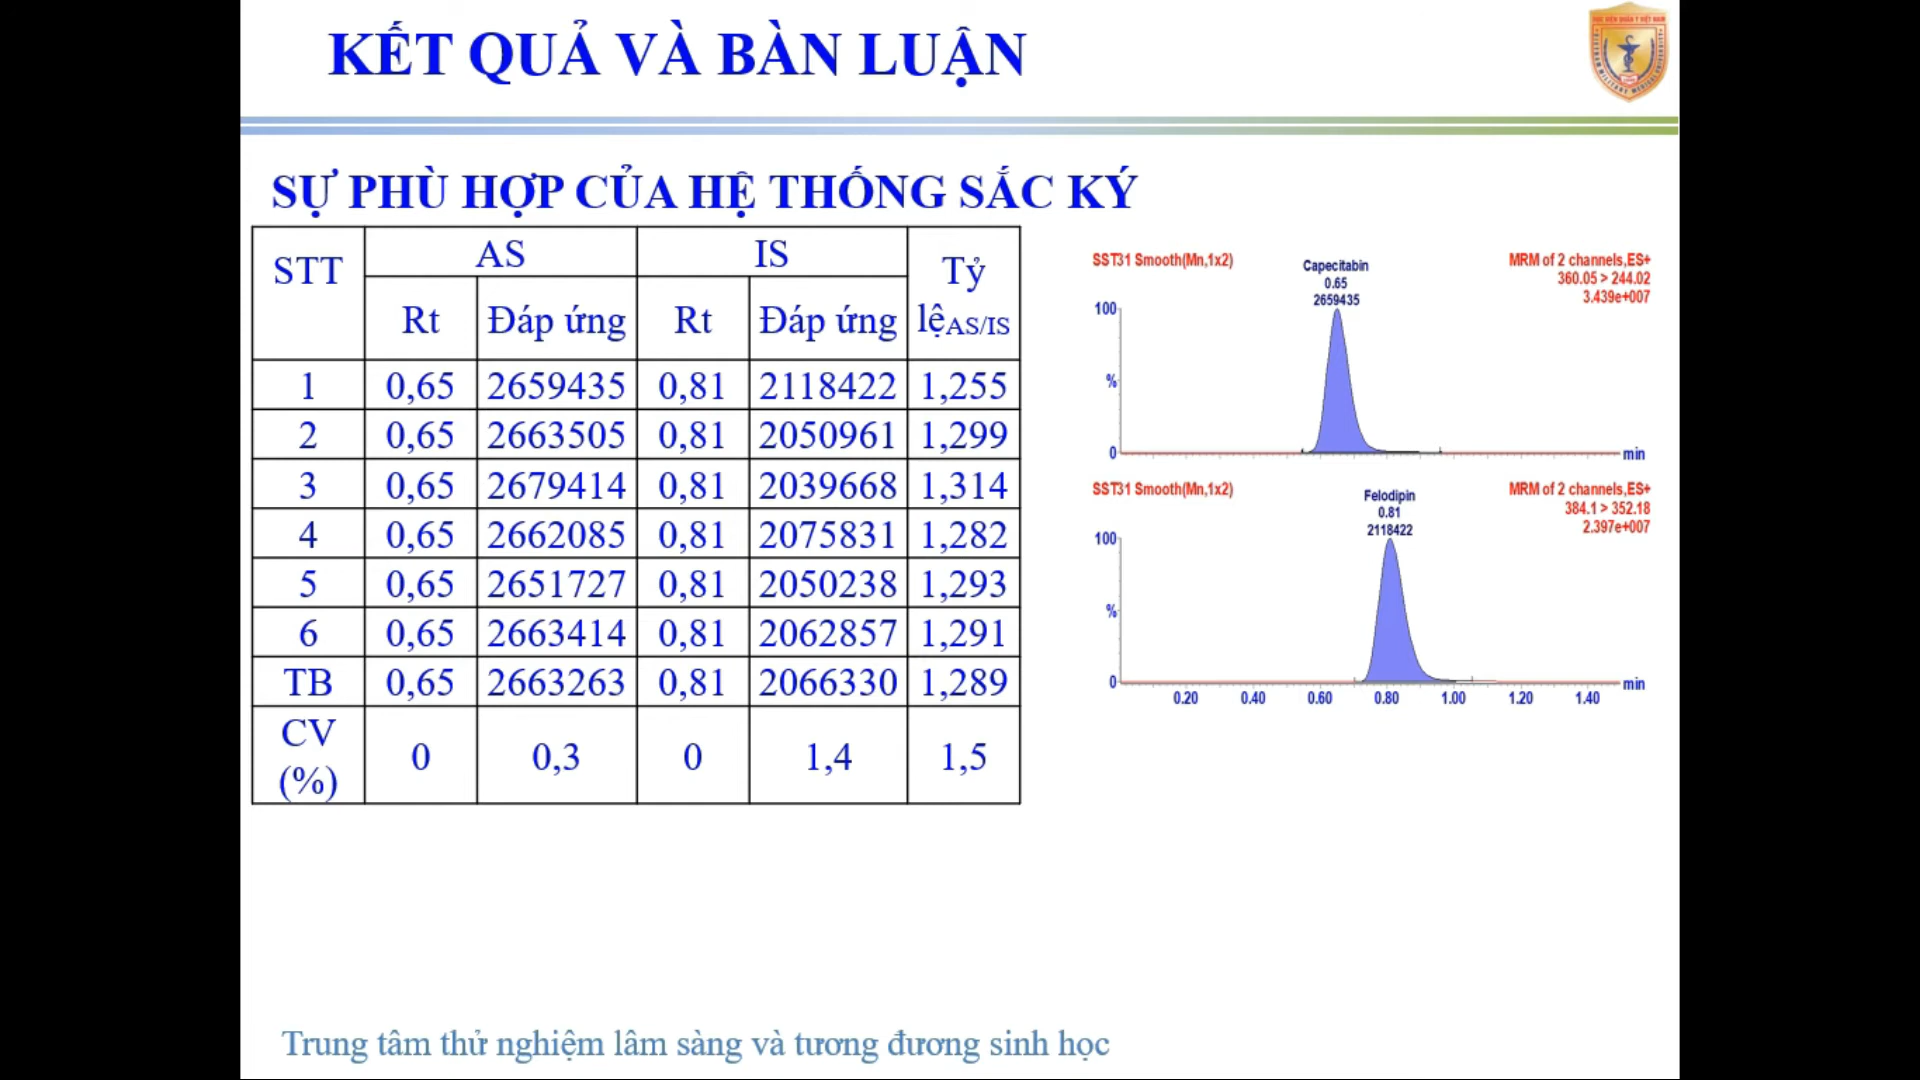 KẾT QUẢ VÀ BÀN LUẬN
SỰ PHÙ HỢP CỦA HỆ THỐNG SẮC KÝ
STT AS IS Tỷ lệAS/IS
Rt Đáp ứng Rt Đáp ứng
1 0,65 2659435 0,81 2118422 1,255
2 0,65 2663505 0,81 2050961 1,299
3 0,65 2679414 0,81 2039668 1,314
4 0,65 2662085 0,81 2075831 1,282
5 0,65 2651727 0,81 2050238 1,293
6 0,65 2663414 0,81 2062857 1,291
TB 0,65 2663263 0,81 2066330 1,289
CV (%) 0 0,3 0 1,4 1,5
SST31 Smooth(Mn,1x2)
Capecitabin
0.65
2659435
MRM of 2 channels,ES+
360.05 > 244.02
3.439e+007
100
%
0
min
SST31 Smooth(Mn,1x2)
Felodipin
0.81
2118422
MRM of 2 channels,ES+
384.1 > 352.18
2.397e+007
100
%
0
min
0.20 0.40 0.60 0.80 1.00 1.20 1.40
Trung tâm thử nghiệm lâm sàng và tương đương sinh học